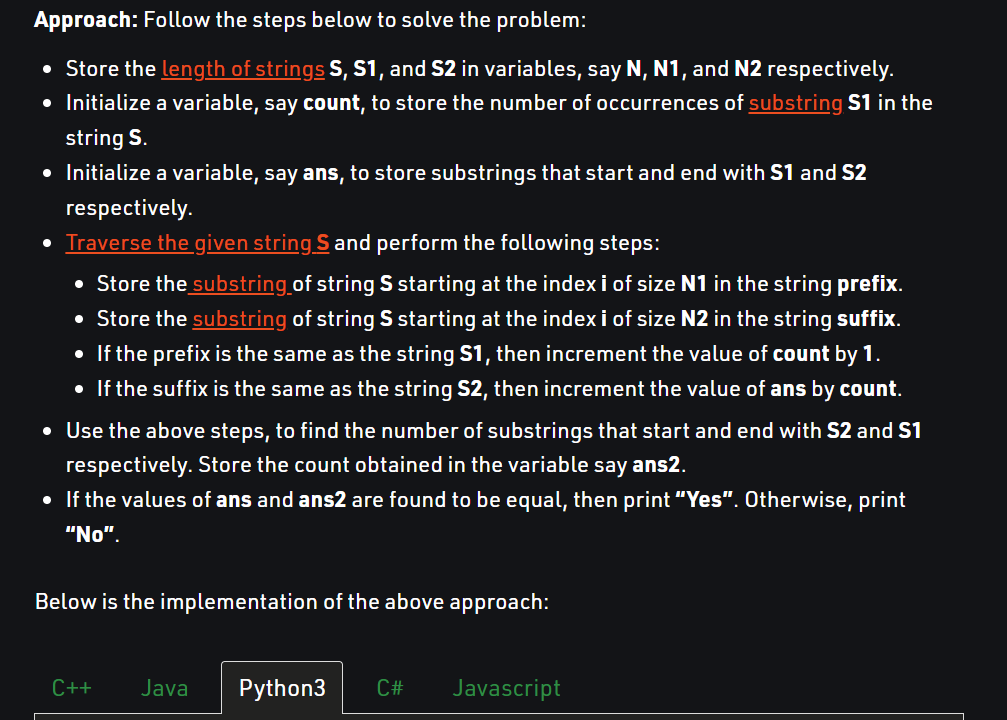 Approach: Follow the steps below to solve the problem:
Store the length of strings S, S1, and S2 in variables, say N, N1, and N2 respectively.
Initialize a variable, say count, to store the number of occurrences of substring S1 in the
string S.
Initialize a variable, say ans, to store substrings that start and end with S1 and S2
respectively.
Traverse the given string S and perform the following steps:
Store the substring of string S starting at the index i of size N1 in the string prefix.
Store the substring of string S starting at the index i of size N2 in the string suffix.
If the prefix is the same as the string S1, then increment the value of count by 1.
If the suffix is the same as the string S2, then increment the value of ans by count.
Use the above steps, to find the number of substrings that start and end with S2 and S1
respectively. Store the count obtained in the variable say ans2.
If the values of ans and ans2 are found to be equal, then print “Yes”. Otherwise, print
“No”.
Below is the implementation of the above approach:
C++ Java Python3 C# Javascript